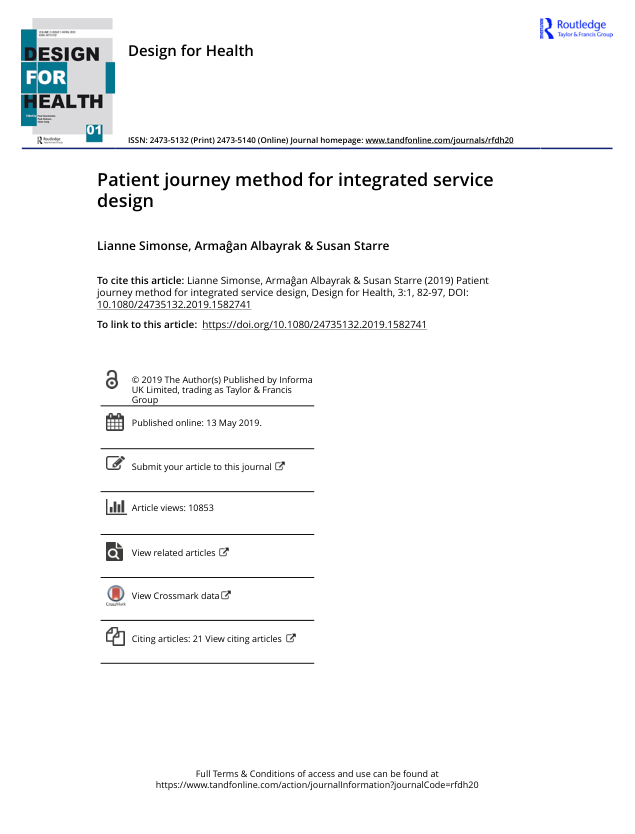 Routledge
Taylor & Francis Group
DESIGN
FOR
HEALTH
01
Routledge
Design for Health
ISSN: 2473-5132 (Print) 2473-5140 (Online) Journal homepage: www.tandfonline.com/journals/rfdh20
Patient journey method for integrated service
design
Lianne Simonse, Armaĝan Albayrak & Susan Starre
To cite this article: Lianne Simonse, Armaĝan Albayrak & Susan Starre (2019) Patient
journey method for integrated service design, Design for Health, 3:1, 82-97, DOI:
10.1080/24735132.2019.1582741
To link to this article: https://doi.org/10.1080/24735132.2019.1582741
© 2019 The Author(s) Published by Informa
UK Limited, trading as Taylor & Francis
Group
Published online: 13 May 2019.
Submit your article to this journal
Article views: 10853
View related articles
View Crossmark data
CrossMark
Citing articles: 21 View citing articles
Full Terms & Conditions of access and use can be found at
https://www.tandfonline.com/action/journalInformation?journalCode=rfdh20